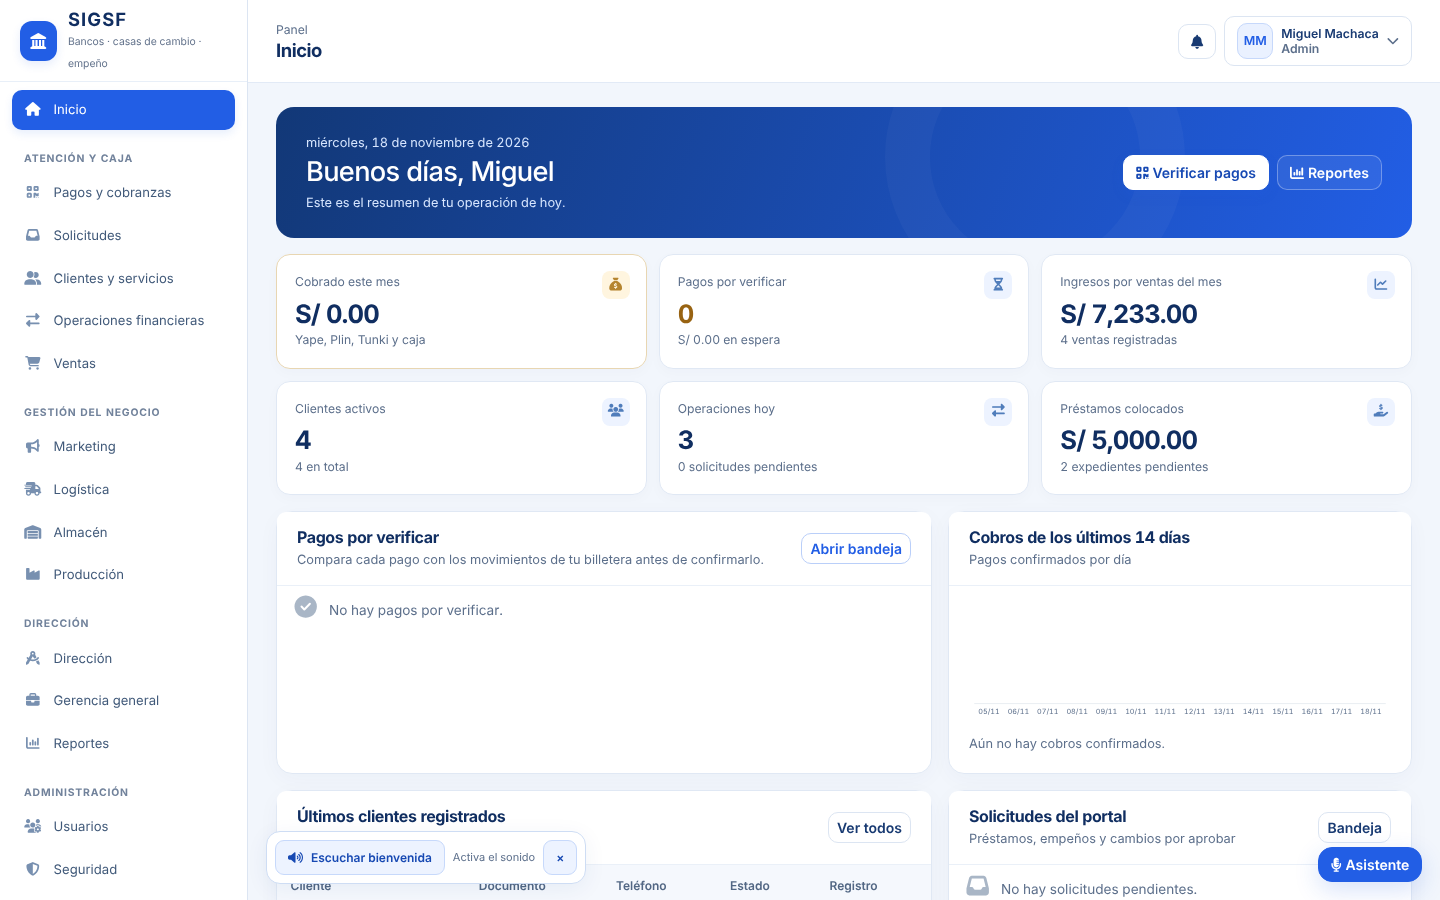 SIGSF
Bancos · casas de cambio ·
empeño
Inicio
ATENCIÓN Y CAJA
Pagos y cobranzas
Solicitudes
Clientes y servicios
Operaciones financieras
Ventas
GESTIÓN DEL NEGOCIO
Marketing
Logística
Almacén
Producción
DIRECCIÓN
Dirección
Gerencia general
Reportes
ADMINISTRACIÓN
Usuarios
Seguridad
Panel
Inicio
MM
Miguel Machaca
Admin
miércoles, 18 de noviembre de 2026
Buenos días, Miguel
Este es el resumen de tu operación de hoy.
Verificar pagos
Reportes
Cobrado este mes
S/ 0.00
Yape, Plin, Tunki y caja
Pagos por verificar
0
S/ 0.00 en espera
Ingresos por ventas del mes
S/ 7,233.00
4 ventas registradas
Clientes activos
4
4 en total
Operaciones hoy
3
0 solicitudes pendientes
Préstamos colocados
S/ 5,000.00
2 expedientes pendientes
Pagos por verificar
Compara cada pago con los movimientos de tu billetera antes de confirmarlo.
Abrir bandeja
No hay pagos por verificar.
Cobros de los últimos 14 días
Pagos confirmados por día
05/11 06/11 07/11 08/11 09/11 10/11 11/11 12/11 13/11 14/11 15/11 16/11 17/11 18/11
Aún no hay cobros confirmados.
Últimos clientes registrados
Ver todos
Escuchar bienvenida
Activa el sonido
×
Cliente Documento Teléfono Estado Registro
Solicitudes del portal
Préstamos, empeños y cambios por aprobar
Bandeja
Asistente
No hay solicitudes pendientes.